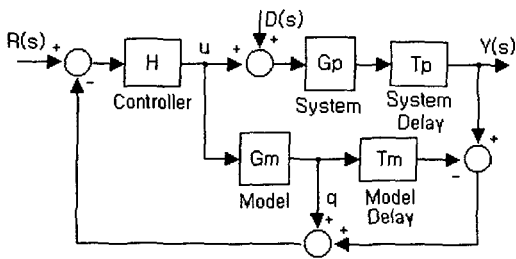 D(s)
R(s) + - H u + + Gp Tp Y(s)
Controller System System
Delay
Gm Tm - +
Model q Model
Delay
+ +